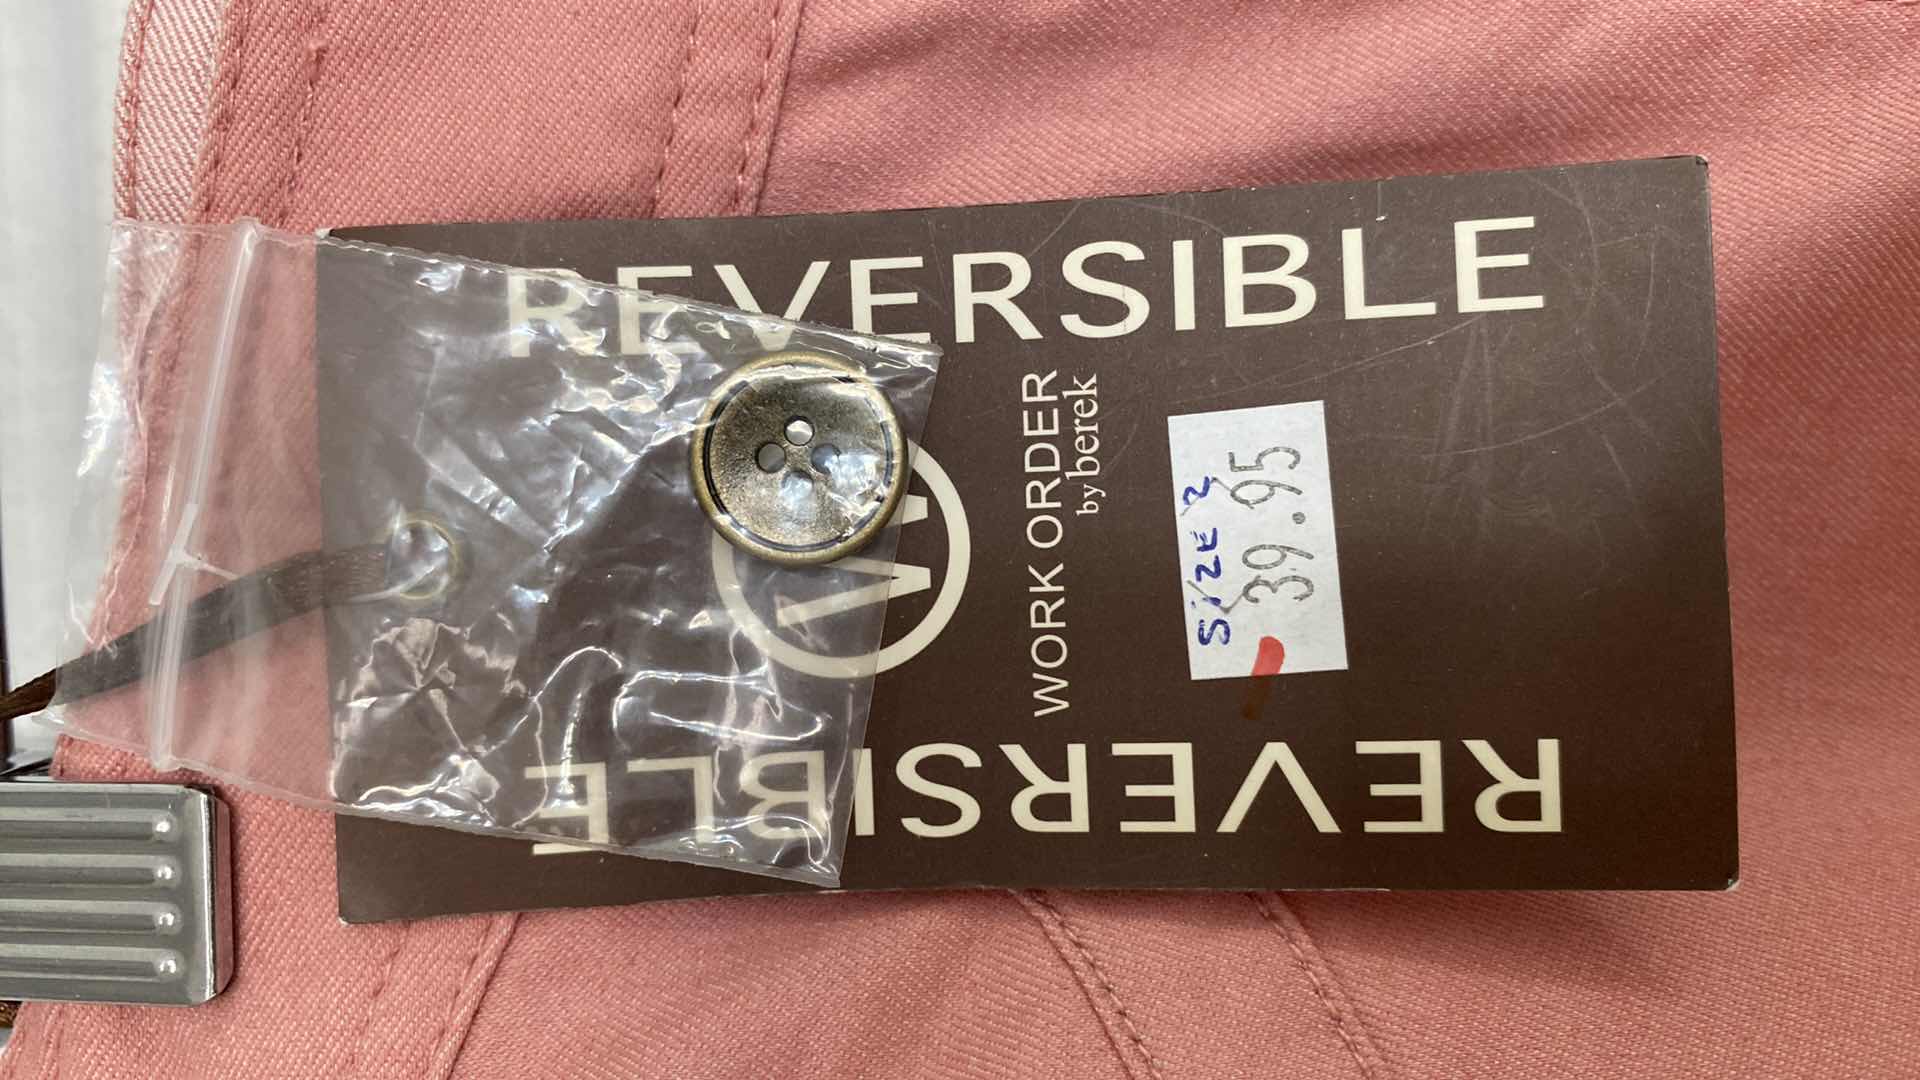 REVERSIBLE
W
WORK ORDER
by berek
SIZE 2
39.95
REVERSIBLE